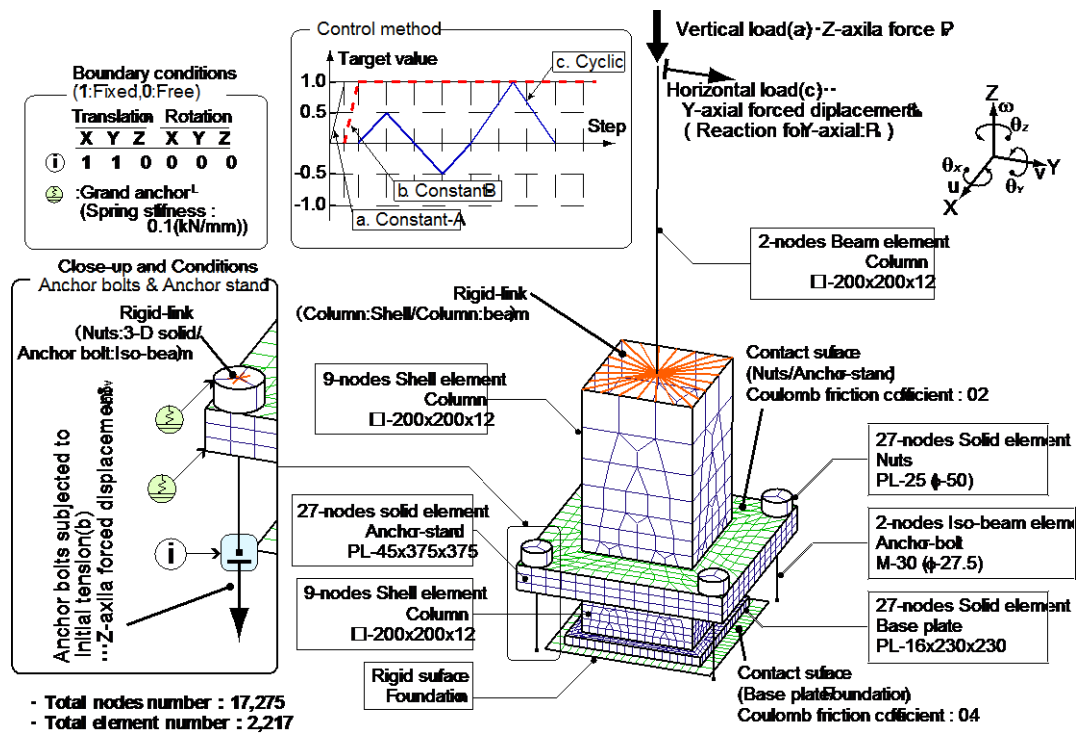 Control method
Target value
c. Cyclic
1.0
0.5
Step
-0.5
-1.0
b. Constant-B
a. Constant-A
Vertical load(a)··Z-axila force P
Horizontal load(c)··
Y-axial forced diplacement
( Reaction for Y-axial:P )
Z
ω
θZ
θX
u
X
θY
v
Y
Boundary conditions
(1:Fixed,0:Free)
Translation Rotation
X Y Z X Y Z
i 1 1 0 0 0 0
:Grand anchor
(Spring stiffness :
0.1(kN/mm))
Close-up and Conditions
Anchor bolts & Anchor stand
Rigid-link
(Nuts:3-D solid/
Anchor bolt:Iso-beam)
Anchor bolts subjected to
Initial tension(b)
···Z-axila forced displacement
i
2-nodes Beam element
Column
□-200x200x12
Rigid-link
(Column:Shell/Column:beam)
9-nodes Shell element
Column
□-200x200x12
Contact suface
(Nuts/Anchor-stand)
Coulomb friction cofficient : 02
27-nodes Solid element
Nuts
PL-25 (ϕ-50)
27-nodes solid element
Anchor-stand
PL-45x375x375
2-nodes Iso-beam eleme
Anchor-bolt
M-30 (ϕ-27.5)
9-nodes Shell element
Column
□-200x200x12
27-nodes Solid element
Base plate
PL-16x230x230
Rigid suface
Foundation
Contact suface
(Base plate/Foundation)
Coulomb friction cofficient : 04
- Total nodes number : 17,275
- Total element number : 2,217